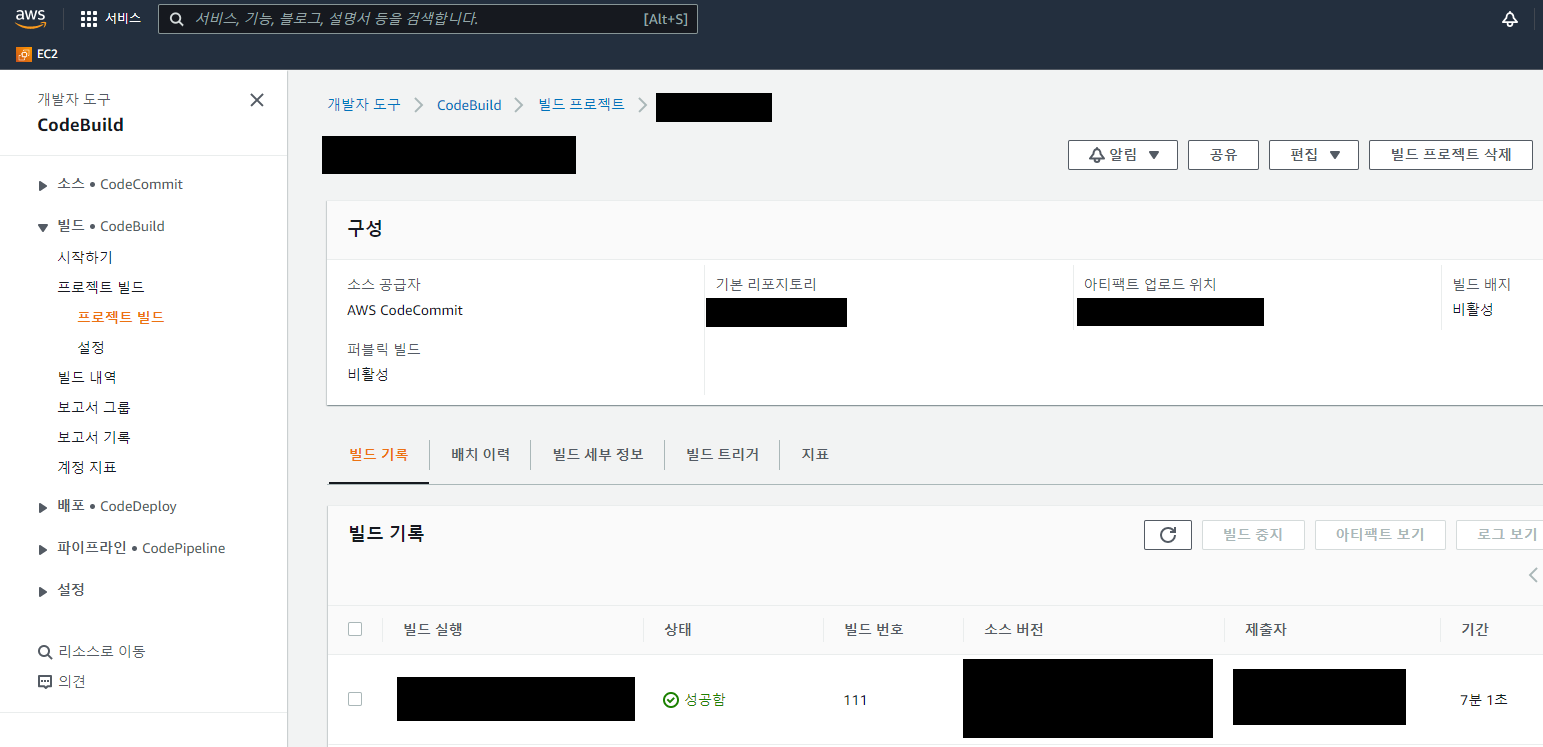 aws
서비스
서비스, 기능, 블로그, 설명서 등을 검색합니다.
[Alt+S]
EC2
개발자 도구
CodeBuild
소스 • CodeCommit
빌드 • CodeBuild
시작하기
프로젝트 빌드
프로젝트 빌드
설정
빌드 내역
보고서 그룹
보고서 기록
계정 지표
배포 • CodeDeploy
파이프라인 • CodePipeline
설정
리소스로 이동
의견
개발자 도구
CodeBuild
빌드 프로젝트
알림
공유
편집
빌드 프로젝트 삭제
구성
소스 공급자
AWS CodeCommit
기본 리포지토리
아티팩트 업로드 위치
빌드 배지
비활성
퍼블릭 빌드
비활성
빌드 기록
배치 이력
빌드 세부 정보
빌드 트리거
지표
빌드 기록
빌드 중지
아티팩트 보기
로그 보기
빌드 실행
상태
빌드 번호
소스 버전
제출자
기간
성공함
111
7분 1초